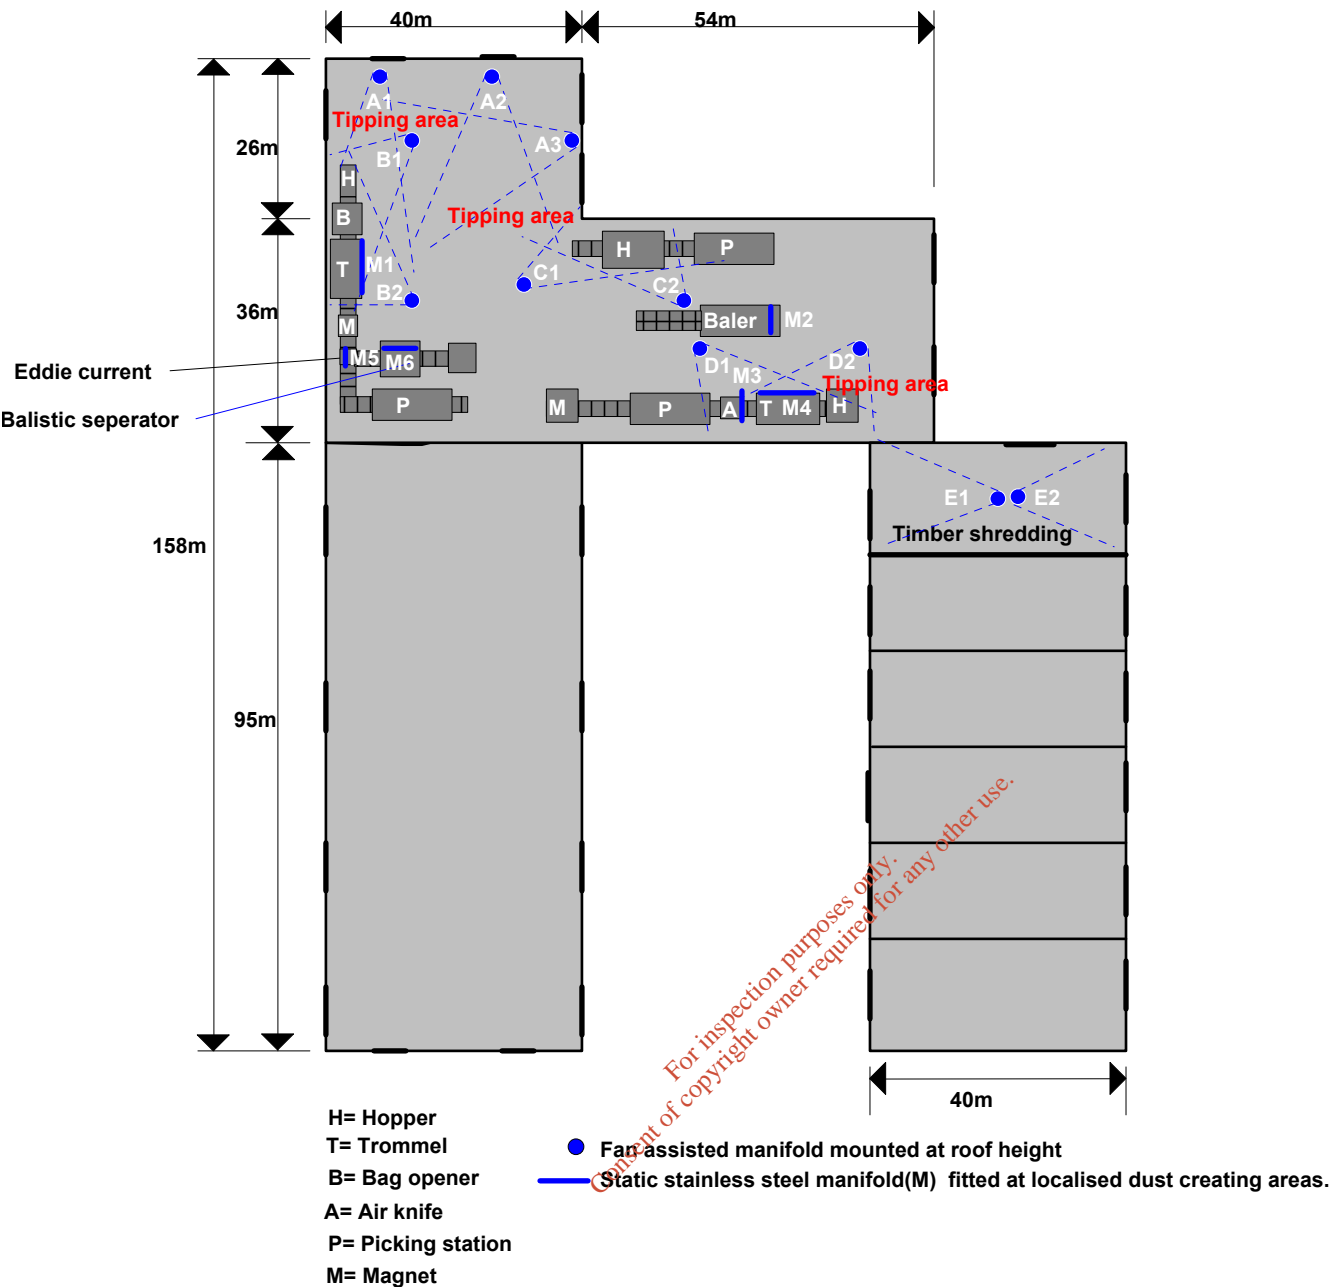 40m
54m
A1
A2
Tipping area
A3
26m
B1
H
B
Tipping area
T
M1
H
P
C1
C2
B2
36m
M
Baler
M2
M5
M6
D1
D2
Eddie current
M3
Tipping area
Balistic seperator
P
M
P
A
T
M4
H
E1
E2
Timber shredding
158m
95m
For inspection purposes only.
Consent of copyright owner required for any other use.
40m
H= Hopper
T= Trommel
Fan assisted manifold mounted at roof height
B= Bag opener
Static stainless steel manifold(M) fitted at localised dust creating areas.
A= Air knife
P= Picking station
M= Magnet